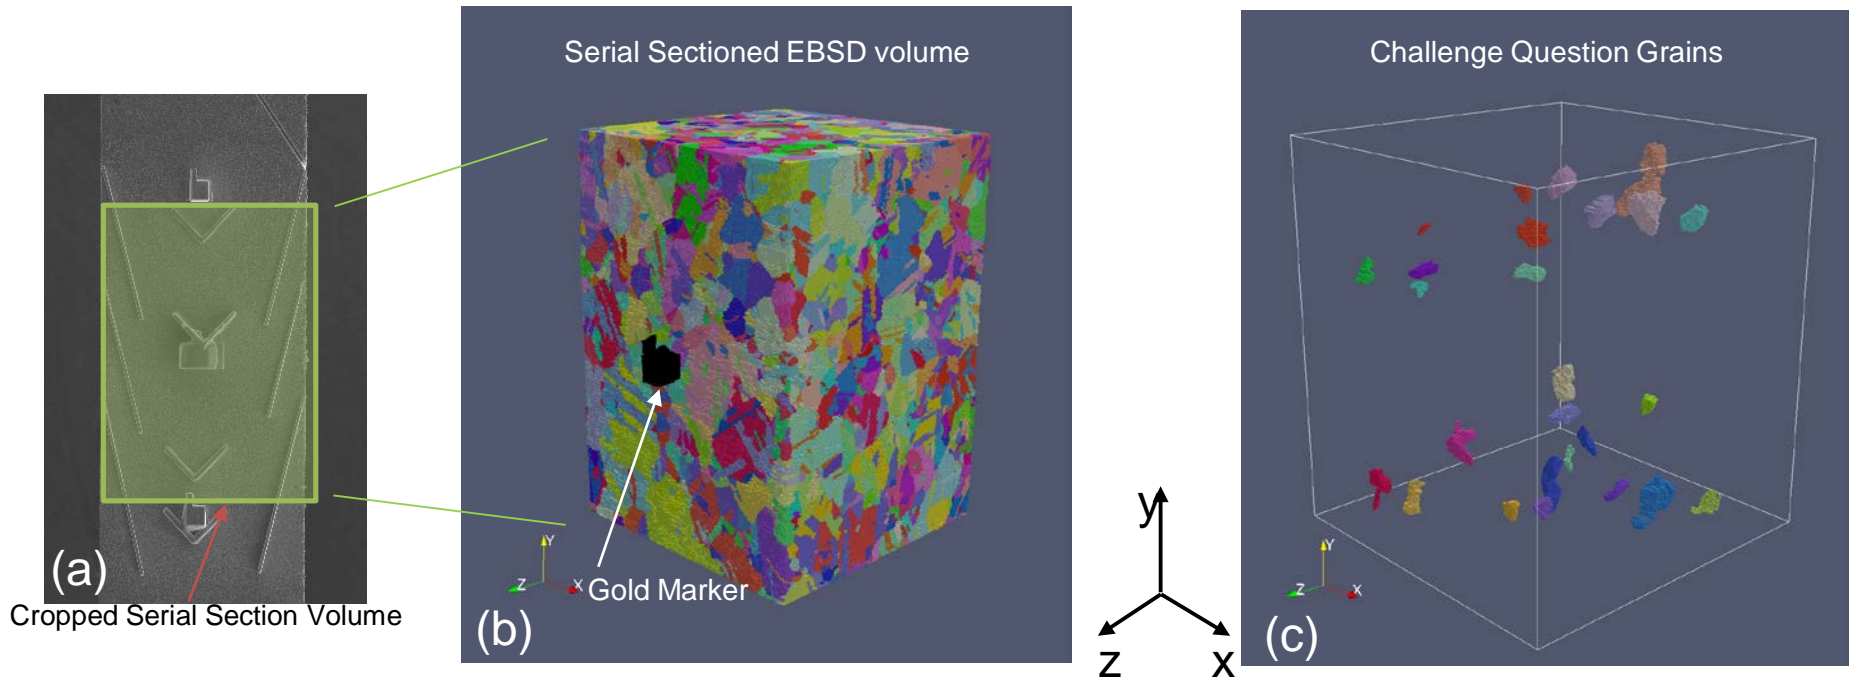 Serial Sectioned EBSD volume
Challenge Question Grains
(a)
Cropped Serial Section Volume
Y
Z
X
Gold Marker
(b)
y
z
x
Y
Z
X
(c)